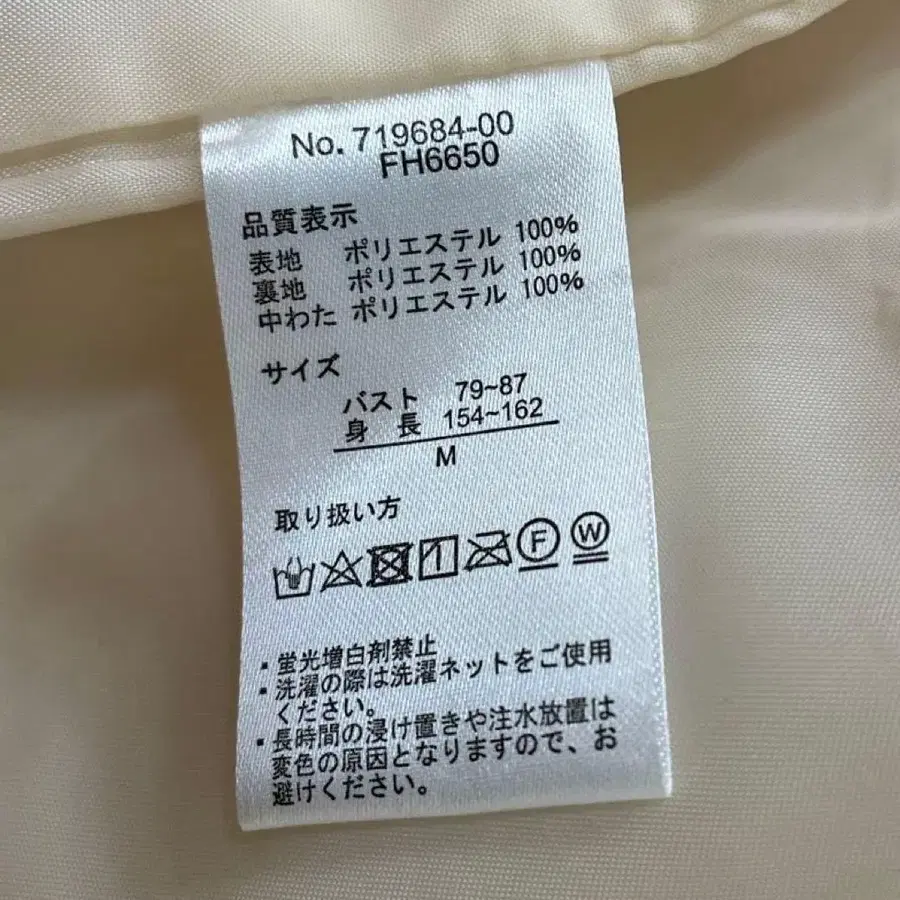 No. 719684-00
FH6650
品質表示
表地 ポリエステル 100%
裏地 ポリエステル 100%
中わた ポリエステル 100%
サイズ
バスト 79~87
身 長 154~162
M
取り扱い方
F W
・蛍光増白剤禁止
・洗濯の際は洗濯ネットをご使用
ください。
・長時間の浸け置きや注水放置は
変色の原因となりますので、お
避けください。